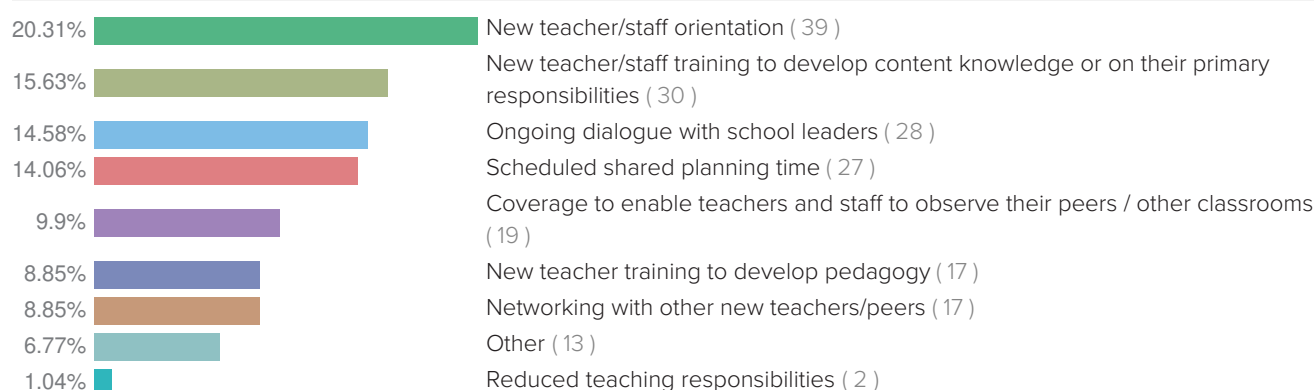 20.31% New teacher/staff orientation ( 39 )
New teacher/staff training to develop content knowledge or on their primary
15.63%
responsibilities ( 30 )
14.58% Ongoing dialogue with school leaders ( 28 )
14.06% Scheduled shared planning time ( 27 )
Coverage to enable teachers and staff to observe their peers / other classrooms
9.9%
( 19 )
8.85% New teacher training to develop pedagogy ( 17 )
8.85% Networking with other new teachers/peers ( 17 )
6.77% Other ( 13 )
1.04% Reduced teaching responsibilities ( 2 )